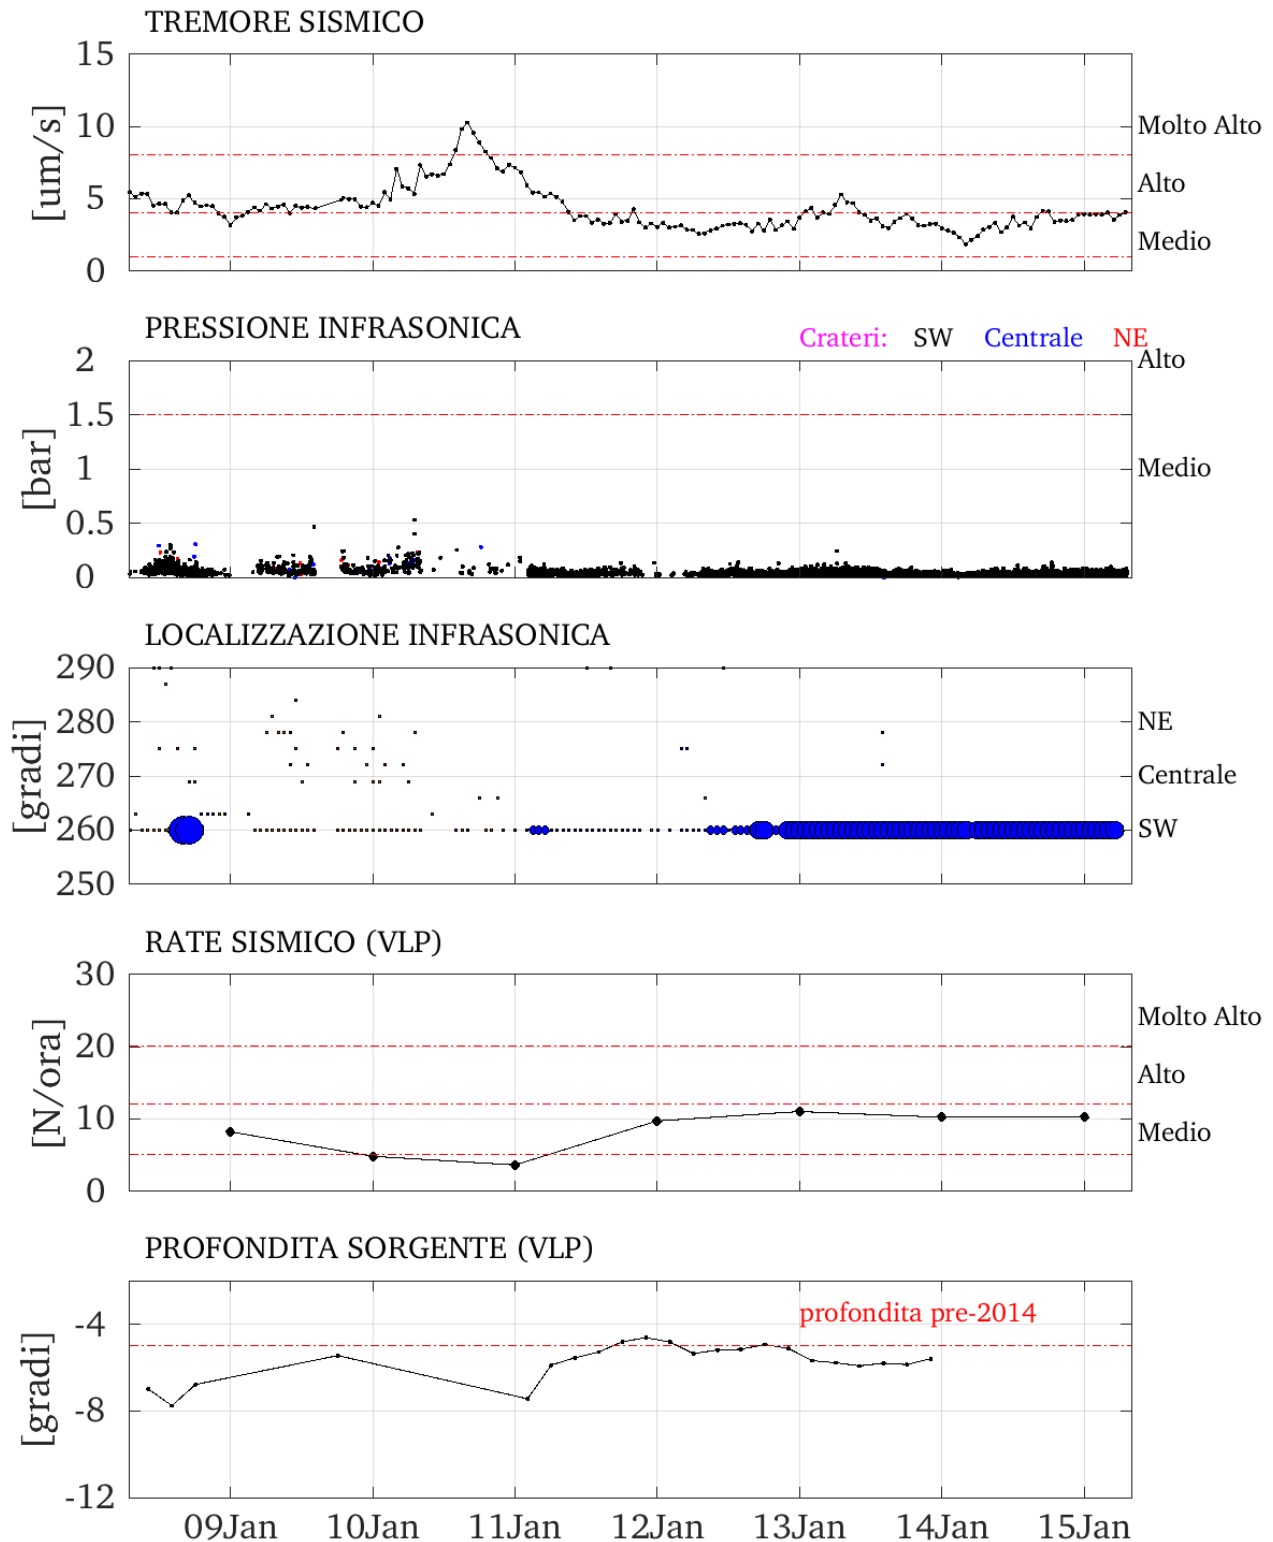 TREMORE SISMICO
15
10
5
0
[um/s]
Molto Alto
Alto
Medio
PRESSIONE INFRASONICA
Crateri: SW Centrale NE
2
1.5
1
0.5
0
[bar]
Alto
Medio
LOCALIZZAZIONE INFRASONICA
290
280
270
260
250
[gradi]
NE
Centrale
SW
RATE SISMICO (VLP)
30
20
10
0
[N/ora]
Molto Alto
Alto
Medio
PROFONDITA SORGENTE (VLP)
profondita pre-2014
-4
-8
-12
[gradi]
09Jan 10Jan 11Jan 12Jan 13Jan 14Jan 15Jan